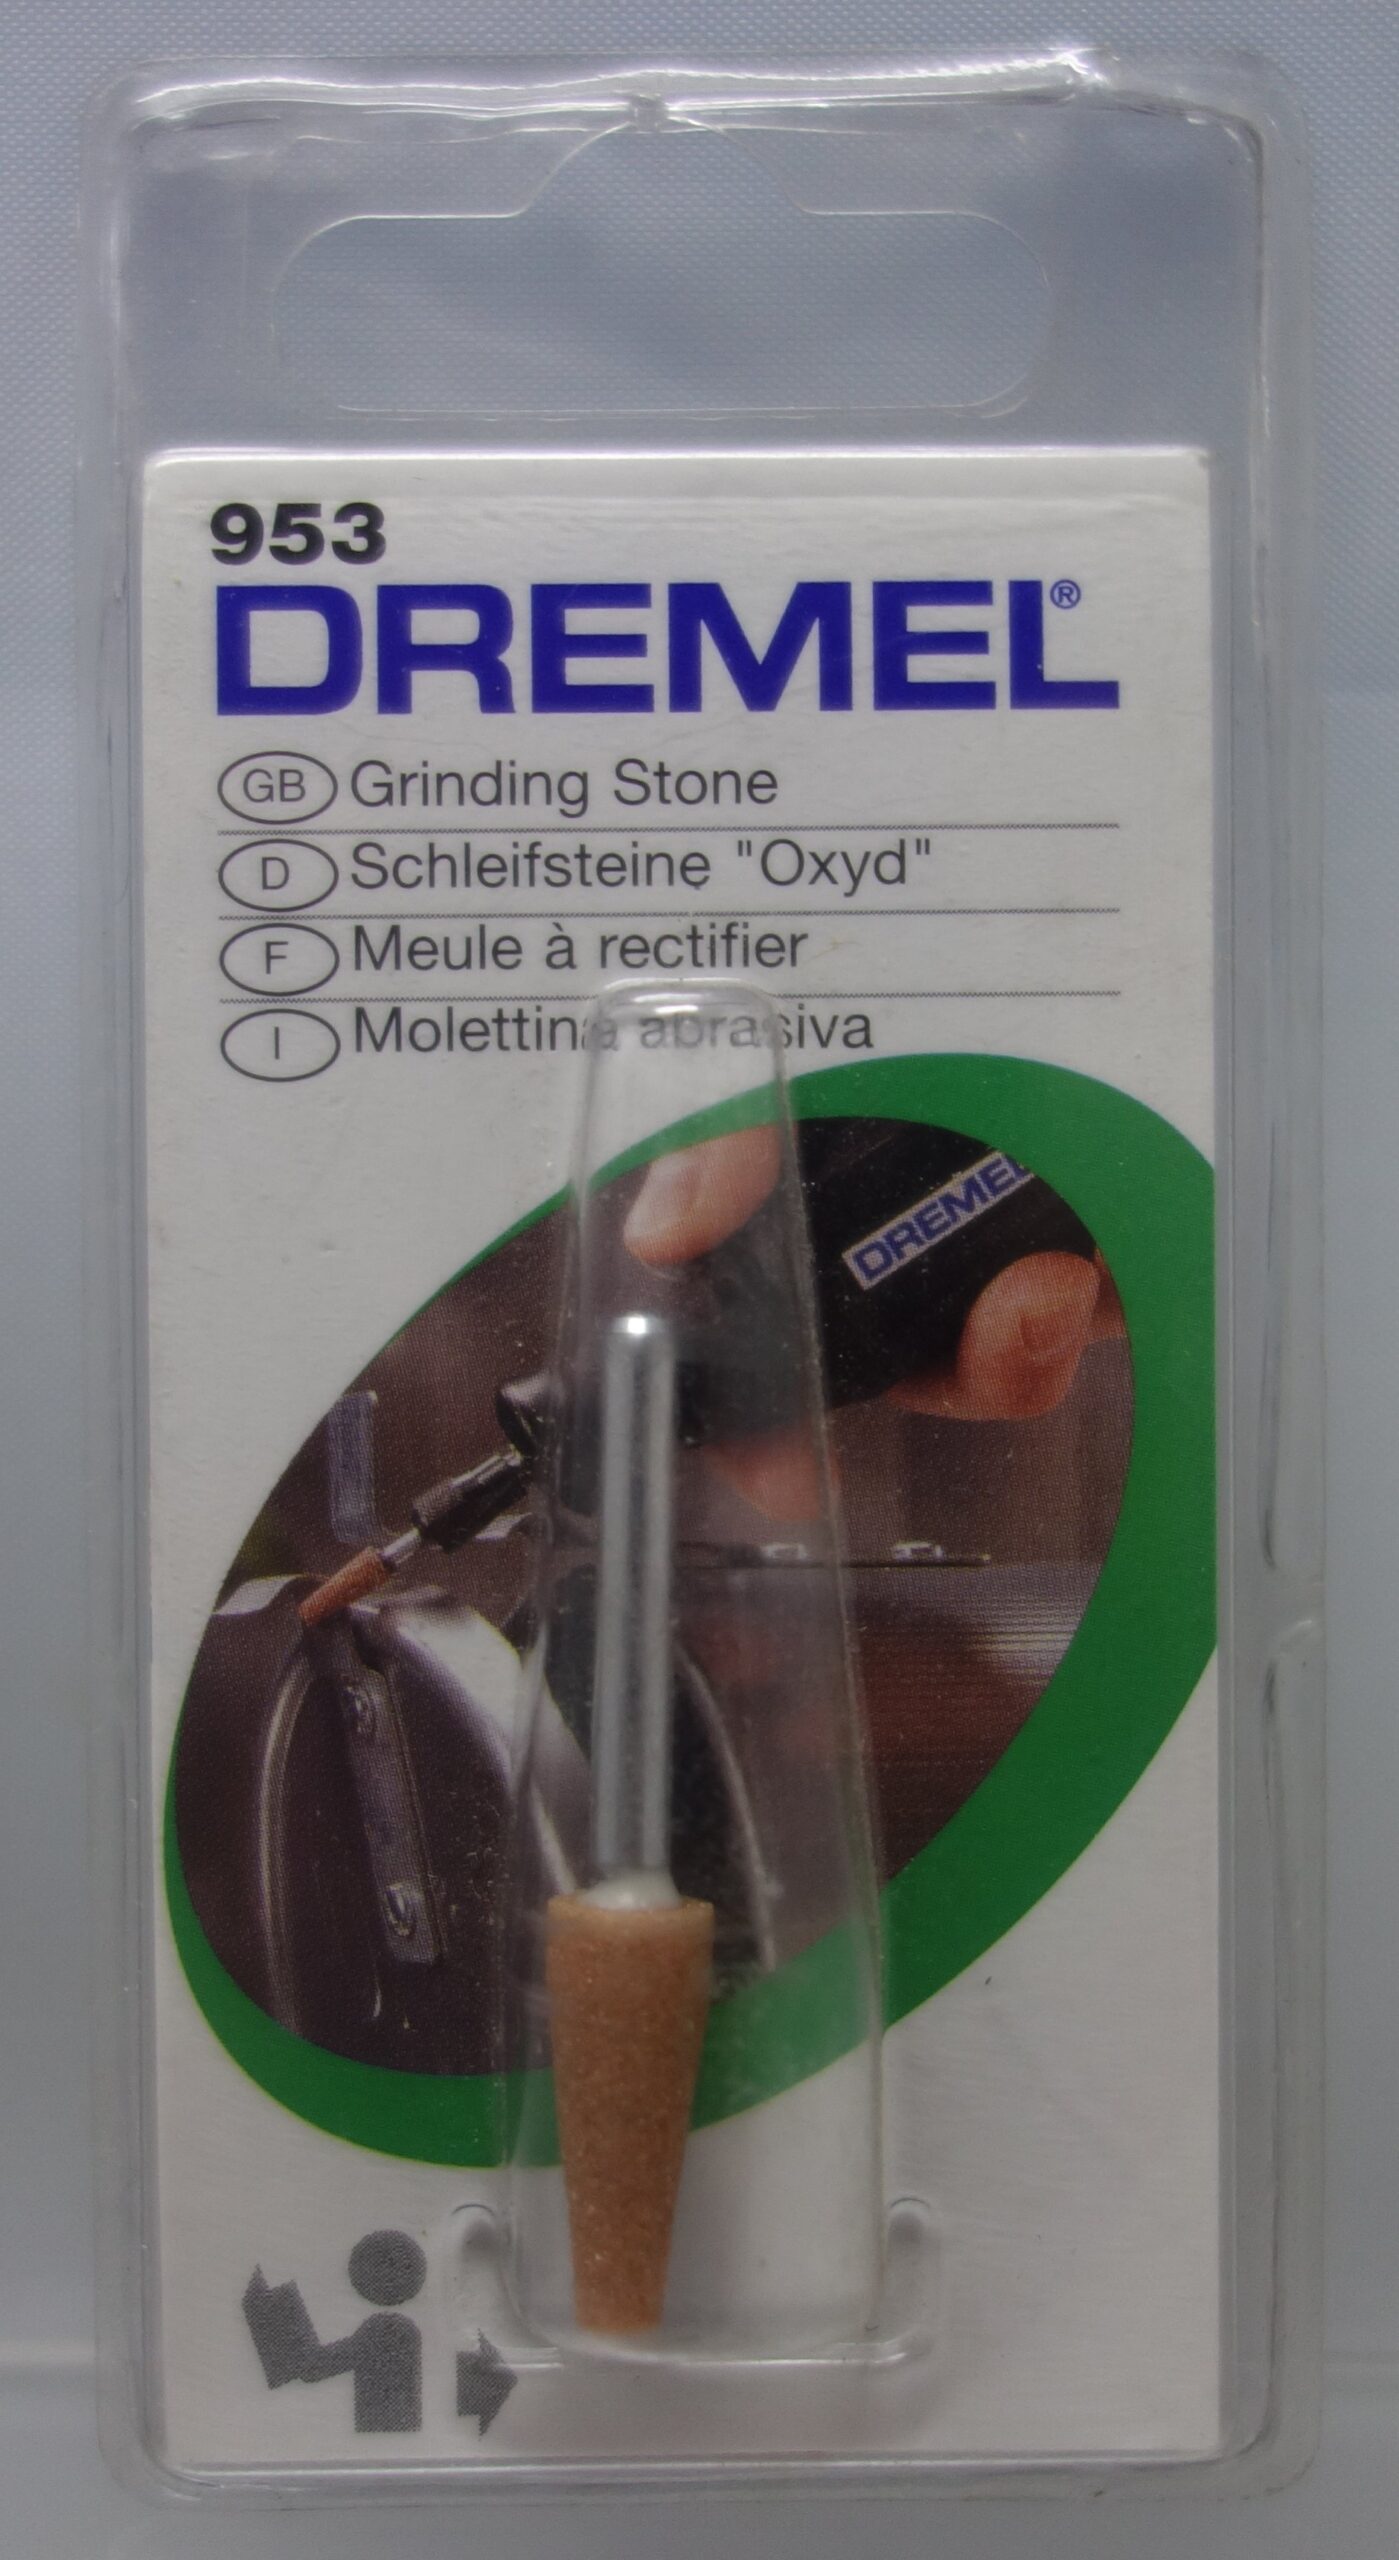 953
DREMEL®
GB Grinding Stone
D Schleifsteine "Oxyd"
F Meule à rectifier
I Molettina abrasiva
DREMEL